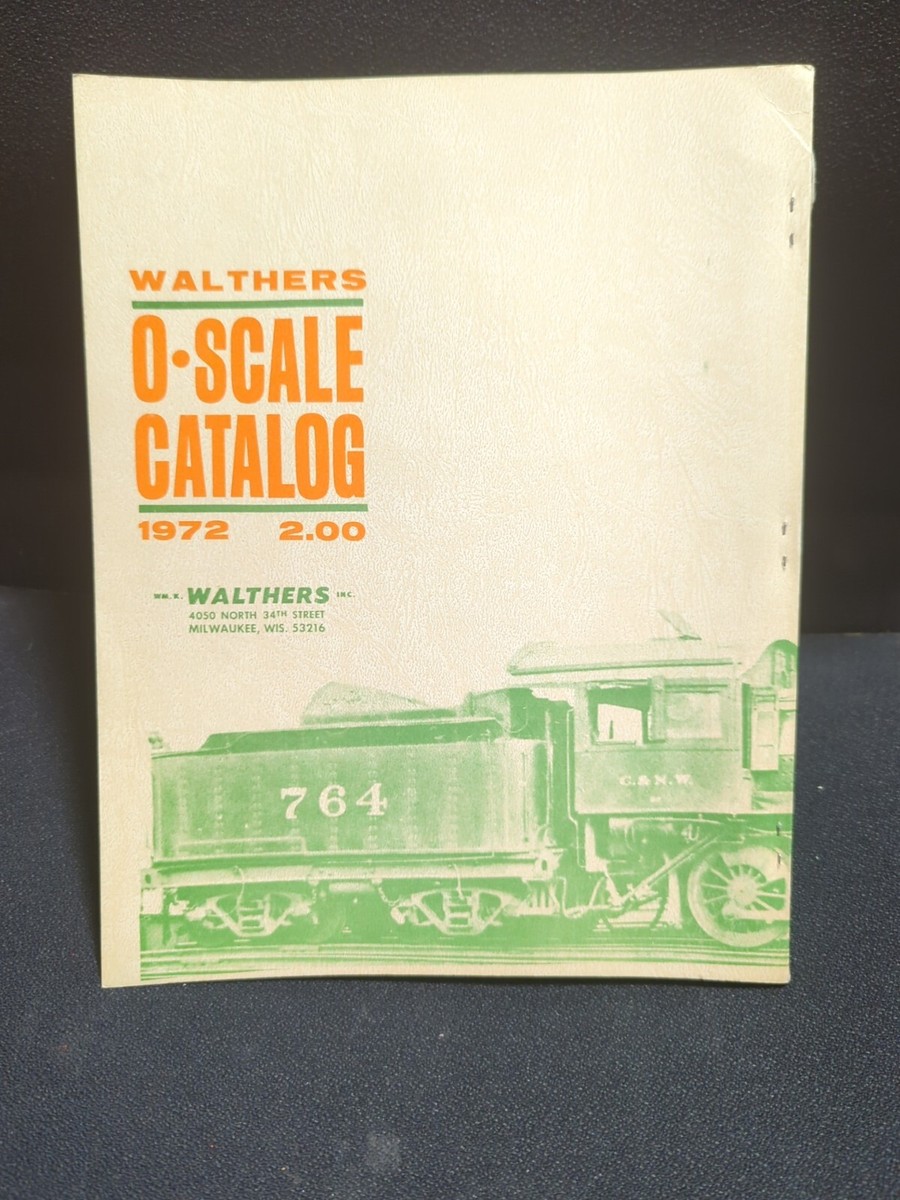 WALTHERS
O•SCALE
CATALOG
1972 2.00
WM. K. WALTHERS INC.
4050 NORTH 34TH STREET
MILWAUKEE, WIS. 53216
764
C. & N.W.